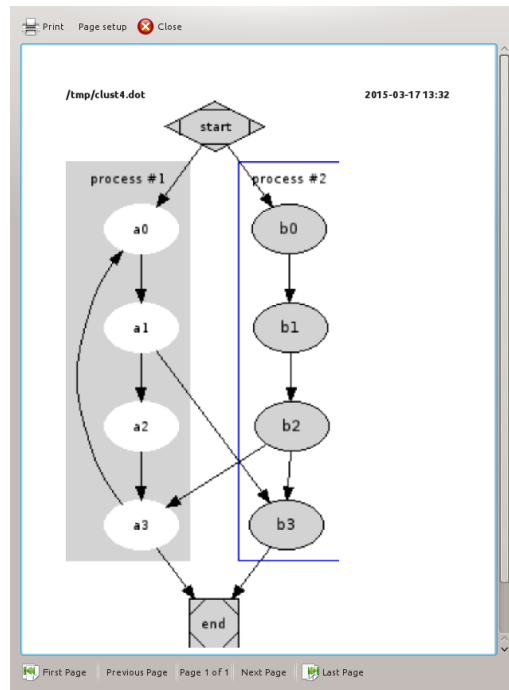 Print Page setup Close
/tmp/clust4.dot 2015-03-17 13:32
start
process #1 process #2
a0 b0
a1 b1
a2 b2
a3 b3
end
First Page Previous Page Page 1 of 1 Next Page Last Page